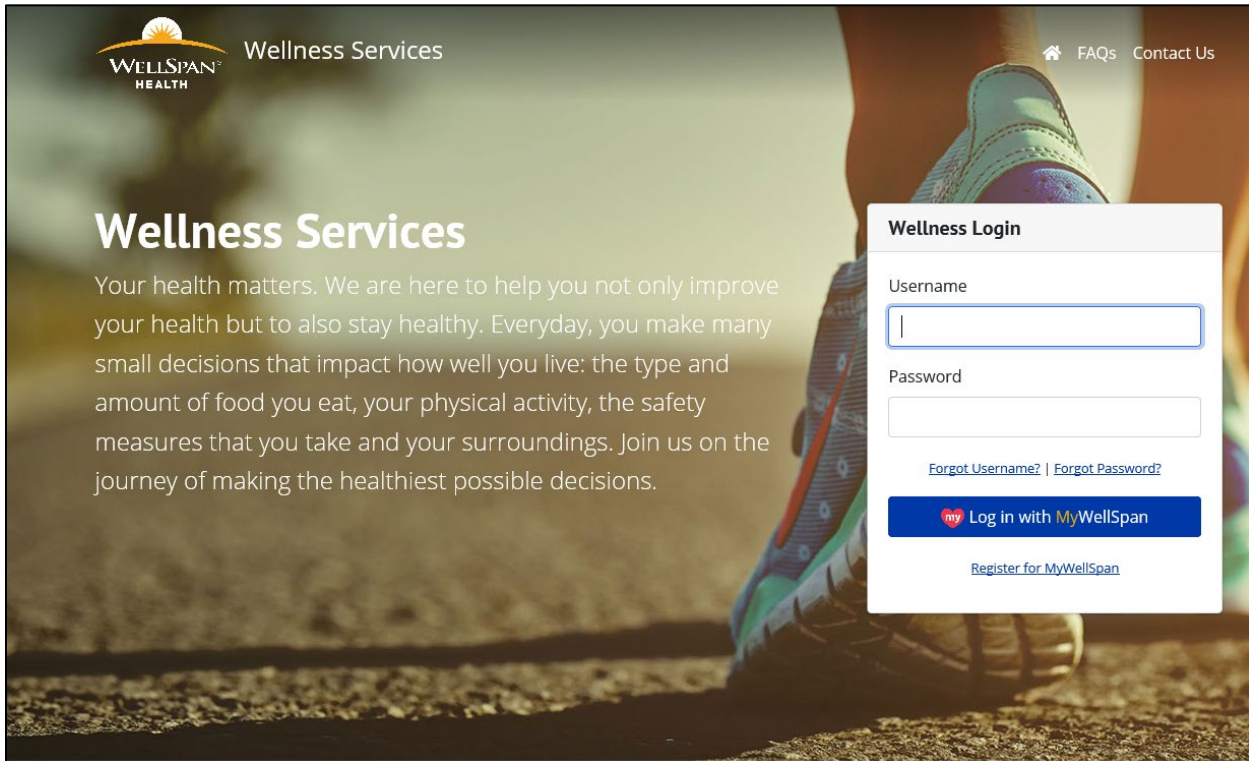 WELLSPAN
HEALTH
Wellness Services
FAQs Contact Us
Wellness Services
Your health matters. We are here to help you not only improve
your health but to also stay healthy. Everyday, you make many
small decisions that impact how well you live: the type and
amount of food you eat, your physical activity, the safety
measures that you take and your surroundings. Join us on the
journey of making the healthiest possible decisions.
Wellness Login
Username
Password
Forgot Username? | Forgot Password?
my Log in with MyWellSpan
Register for MyWellSpan